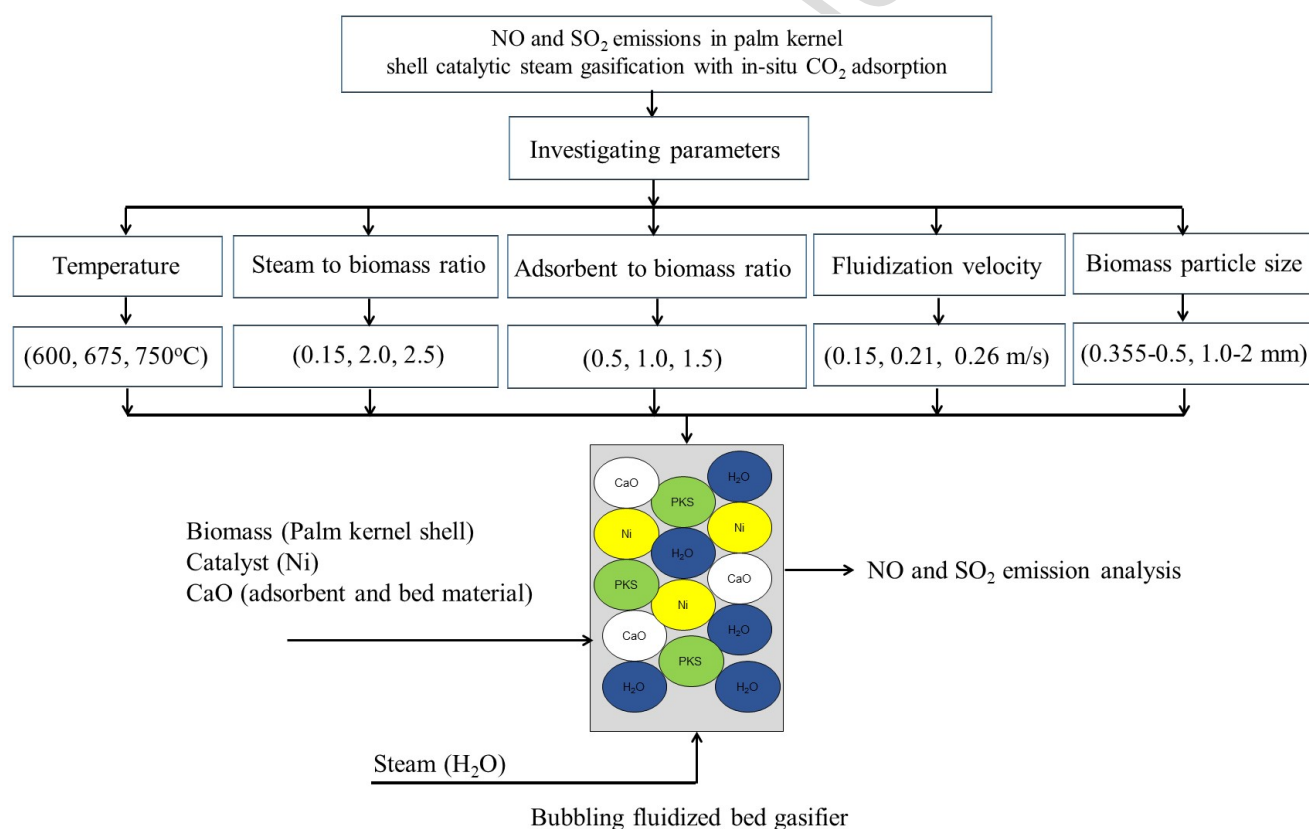 NO and SO₂ emissions in palm kernel
shell catalytic steam gasification with in-situ CO₂ adsorption
Investigating parameters
Temperature
Steam to biomass ratio
Adsorbent to biomass ratio
Fluidization velocity
Biomass particle size
(600, 675, 750°C)
(0.15, 2.0, 2.5)
(0.5, 1.0, 1.5)
(0.15, 0.21, 0.26 m/s)
(0.355-0.5, 1.0-2 mm)
Biomass (Palm kernel shell)
Catalyst (Ni)
CaO (adsorbent and bed material)
CaO
PKS
H₂O
Ni
H₂O
Ni
PKS
CaO
Ni
CaO
H₂O
PKS
H₂O
H₂O
NO and SO₂ emission analysis
Steam (H₂O)
Bubbling fluidized bed gasifier